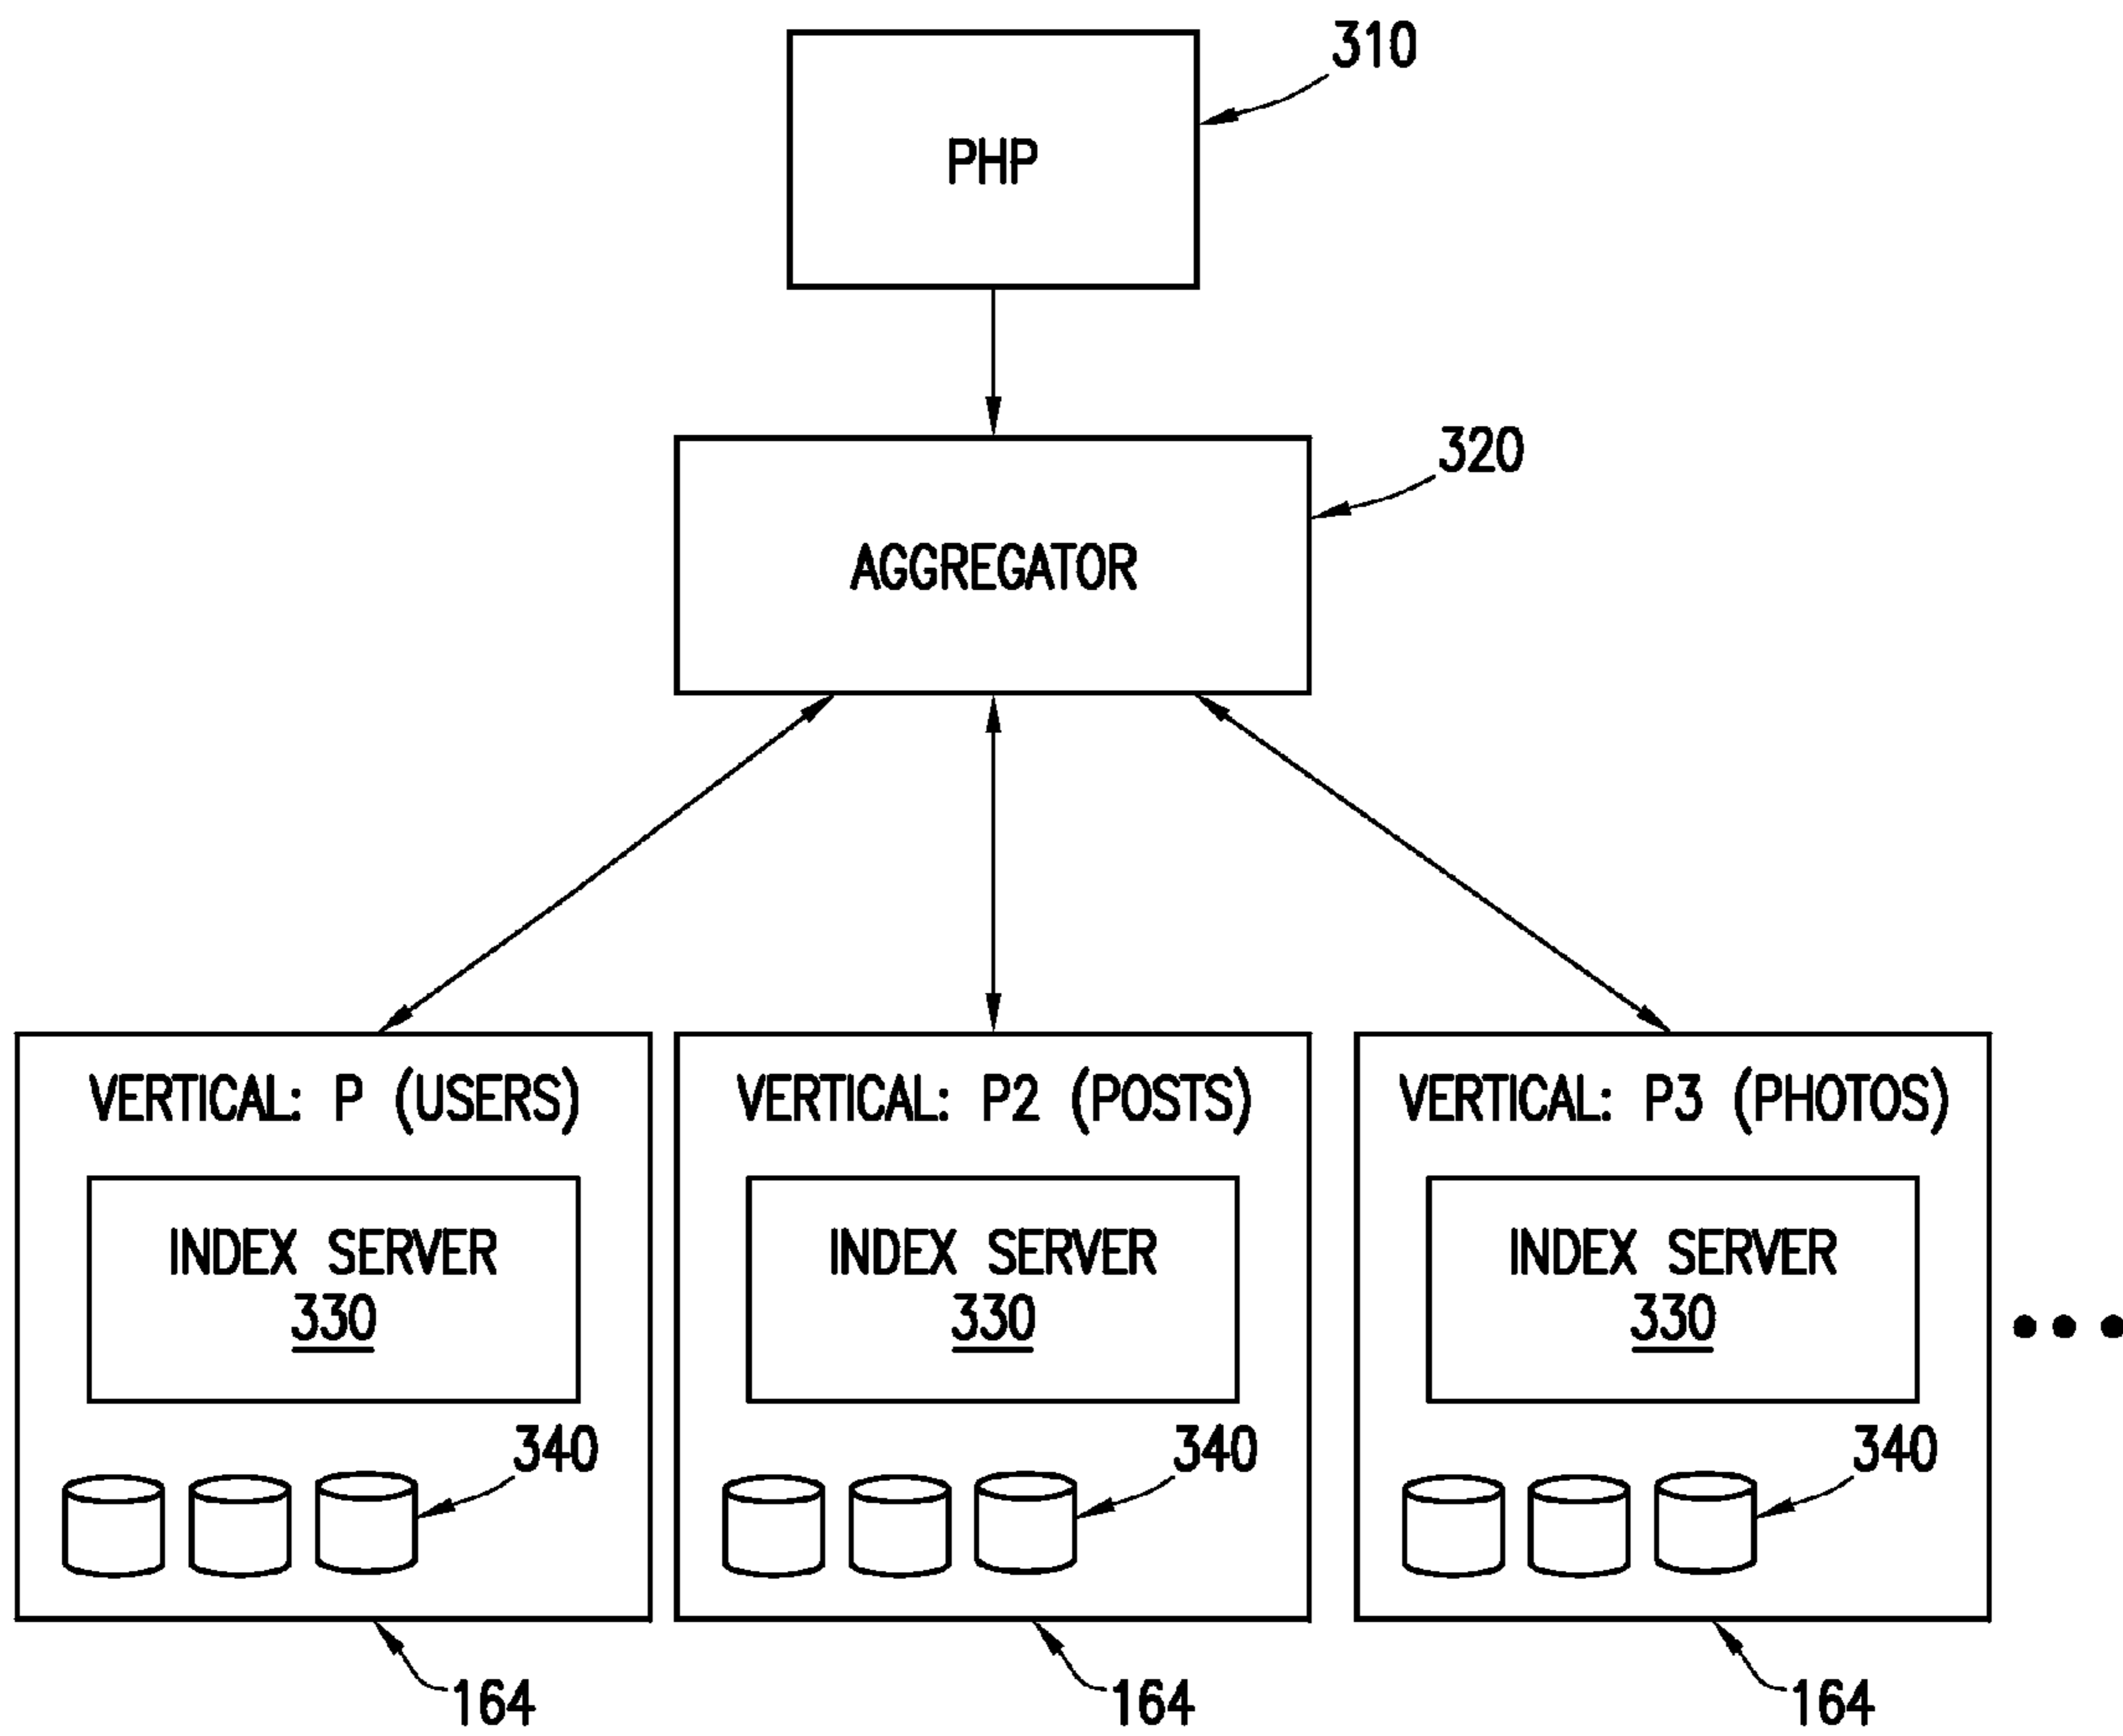 310
PHP
320
AGGREGATOR
VERTICAL: P (USERS)
INDEX SERVER
330
340
164
VERTICAL: P2 (POSTS)
INDEX SERVER
330
340
164
VERTICAL: P3 (PHOTOS)
INDEX SERVER
330
340
164